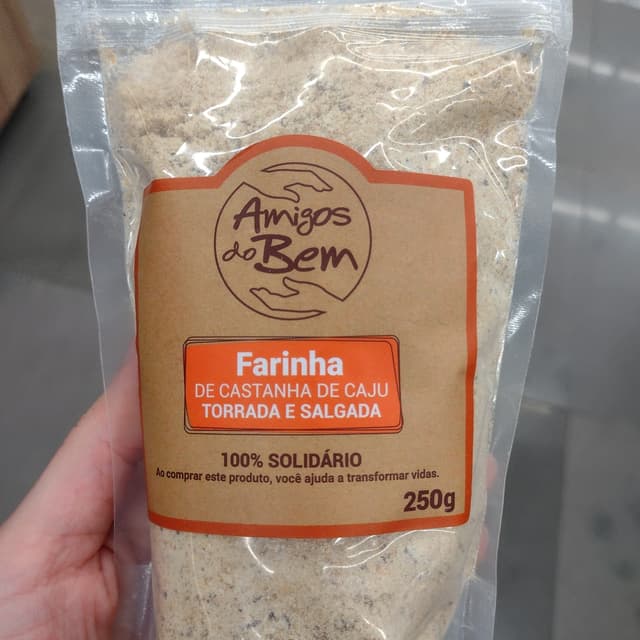 Amigos
do Bem
Farinha
DE CASTANHA DE CAJU
TORRADA E SALGADA
100% SOLIDÁRIO
Ao comprar este produto, você ajuda a transformar vidas.
250g